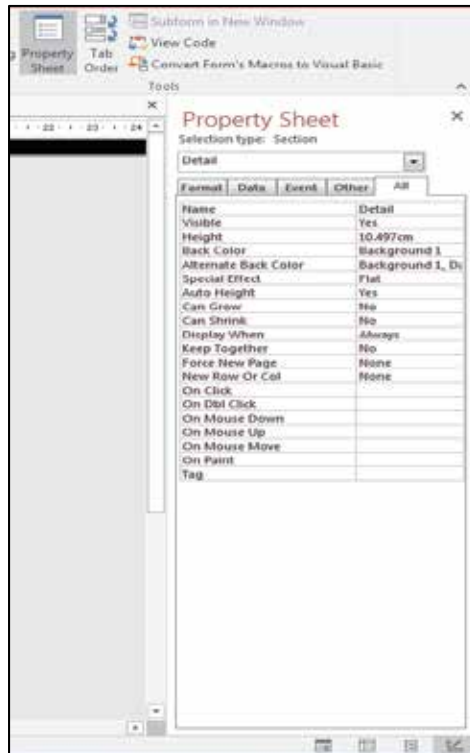 Subform in New Window
Property Sheet
Tab Order
View Code
Convert Form's Macros to Visual Basic
Tools
22 23 24
Property Sheet
Selection type: Section
Detail
Format Data Event Other All
Name Detail
Visible Yes
Height 10.497cm
Back Color Background 1
Alternate Back Color Background 1, Da
Special Effect Flat
Auto Height Yes
Can Grow No
Can Shrink No
Display When Always
Keep Together No
Force New Page None
New Row Or Col None
On Click
On Dbl Click
On Mouse Down
On Mouse Up
On Mouse Move
On Paint
Tag